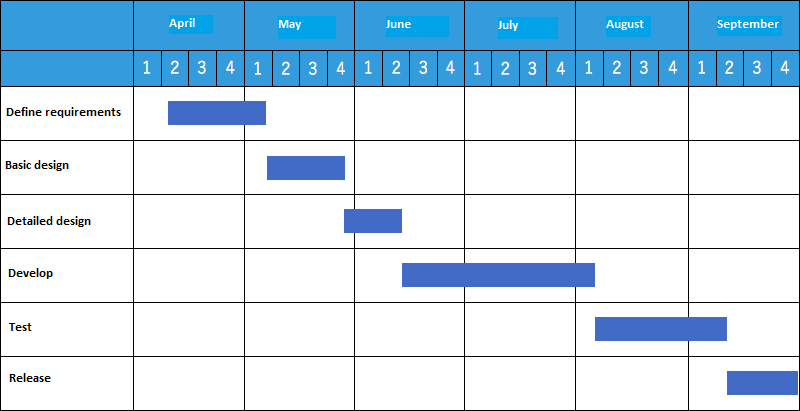 April May June July August September
1 2 3 4 1 2 3 4 1 2 3 4 1 2 3 4 1 2 3 4 1 2 3 4
Define requirements
Basic design
Detailed design
Develop
Test
Release